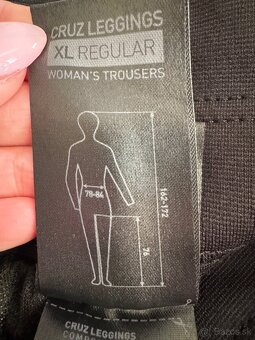 CRUZ LEGGINGS
XL REGULAR
WOMAN'S TROUSERS
78-84
162-172
76
CRUZ LEGGINGS